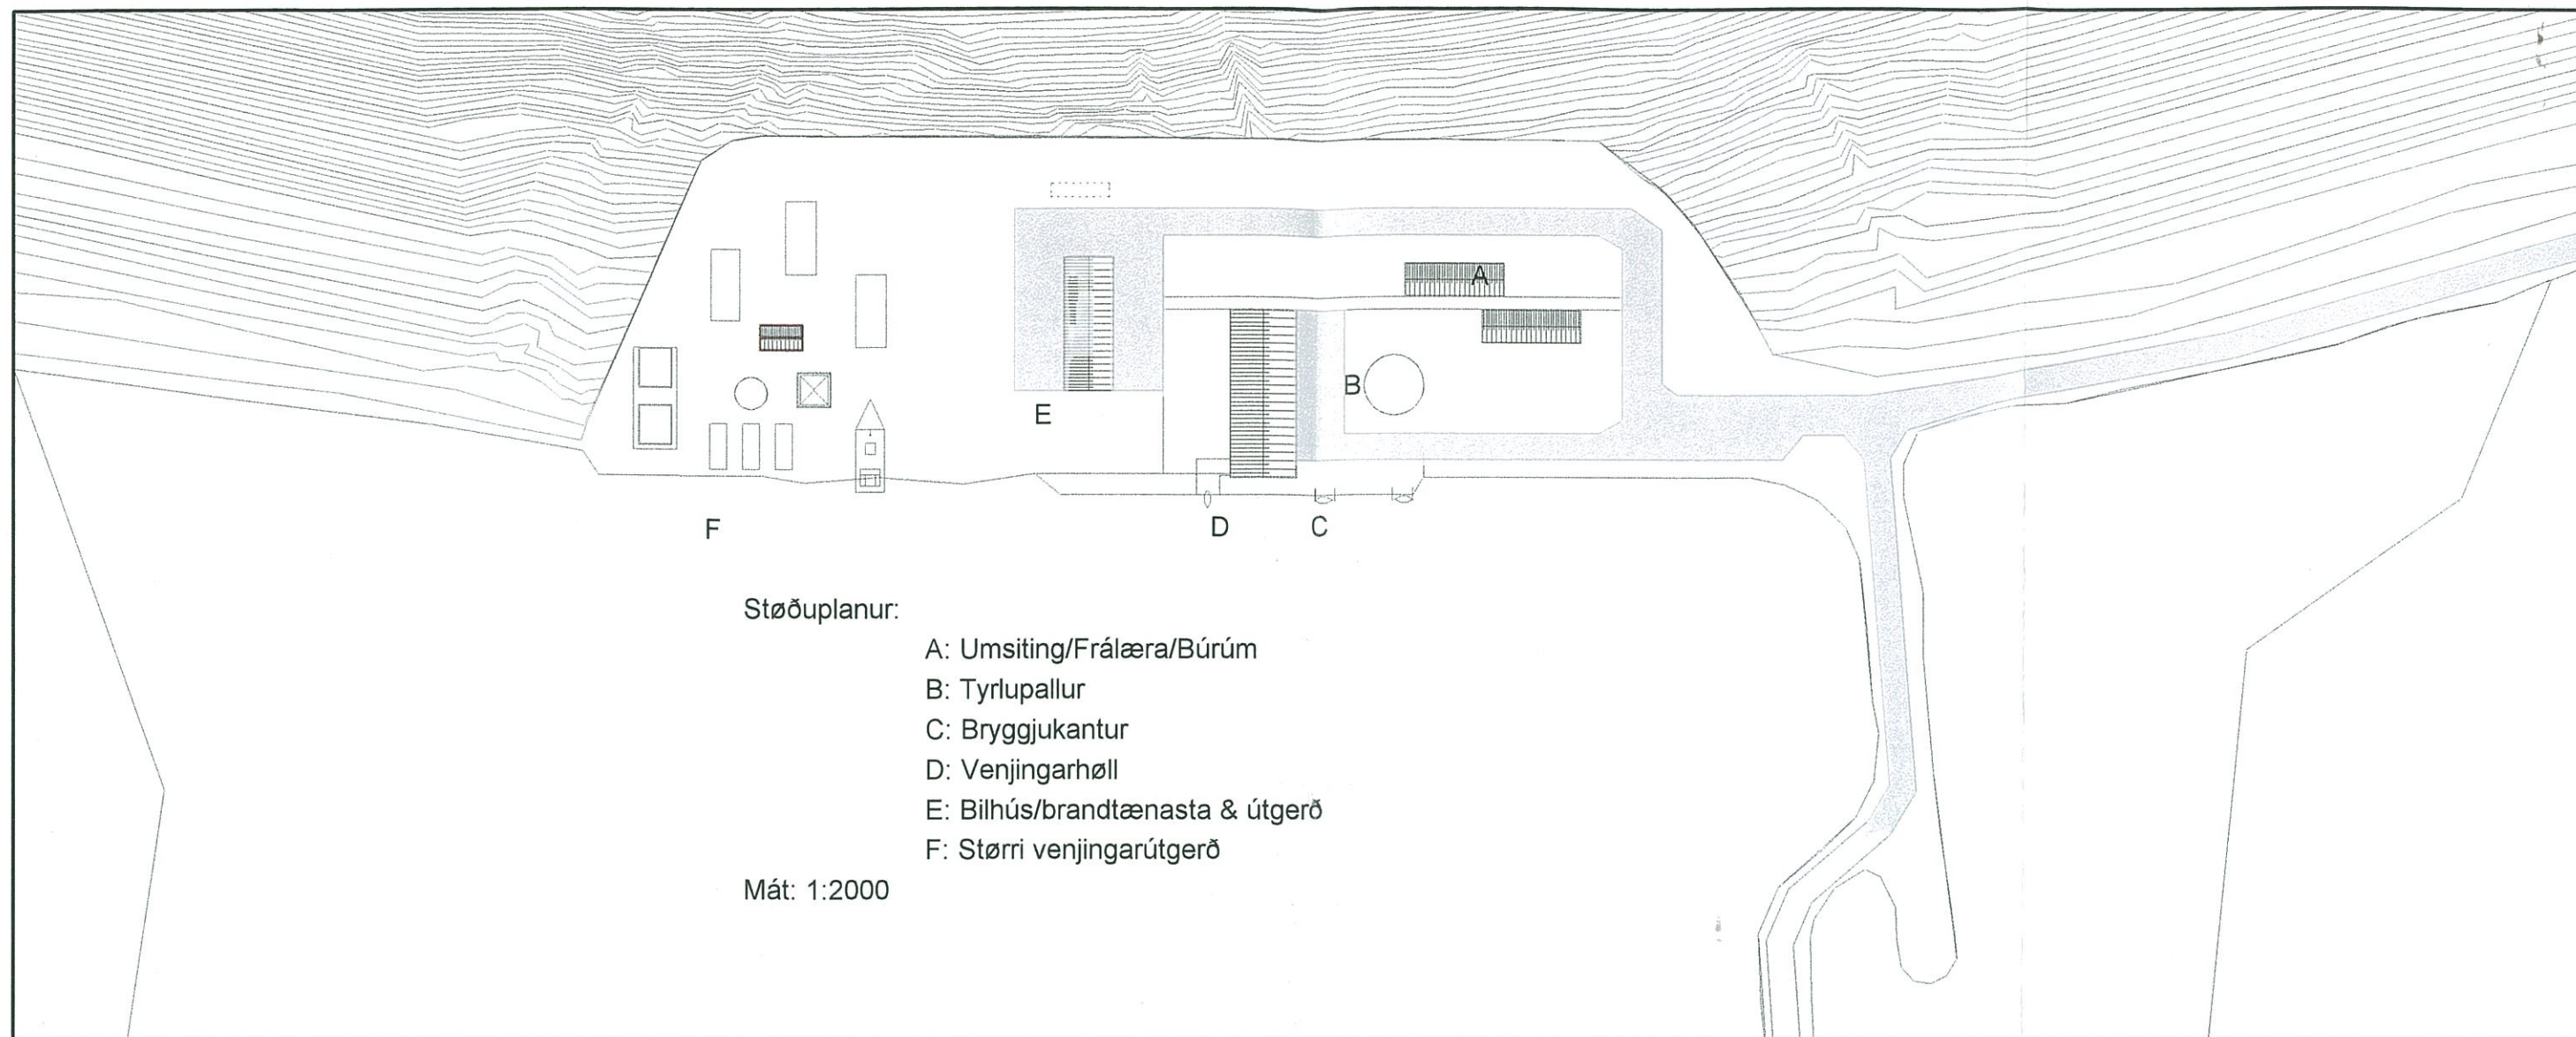 A
B
E
F
D
C
Støðuplanur:
A: Umsiting/Frálæra/Búrúm
B: Tyrlupallur
C: Bryggjukantur
D: Venjingarhøll
E: Bilhús/brandtænasta & útgerð
F: Størri venjingarútgerð
Mát: 1:2000